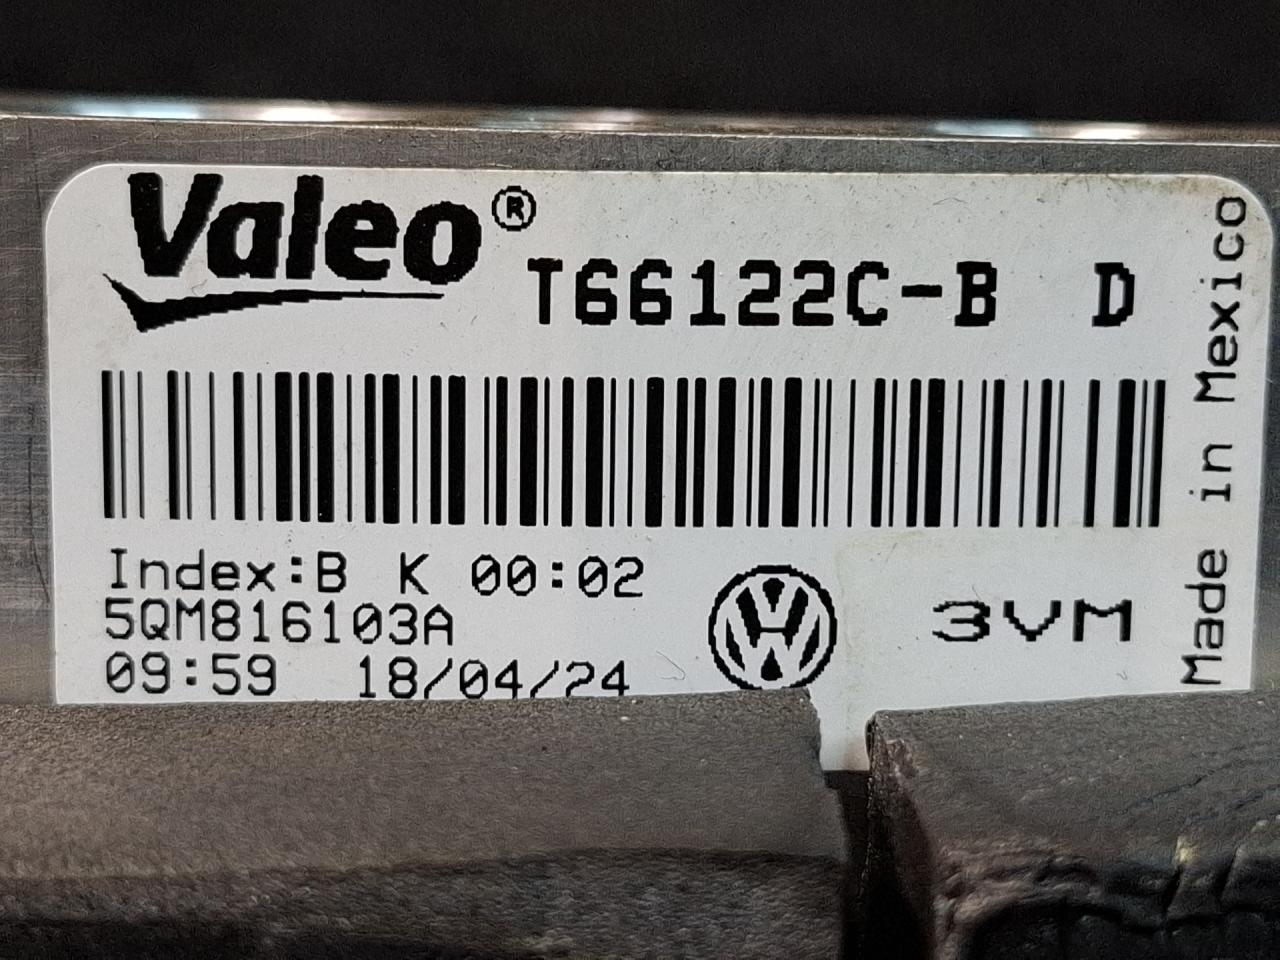 Valeo®
T66122C-B D
Index:B K 00:02
5QM816103A
09:59 18/04/24
3VM
Made in Mexico